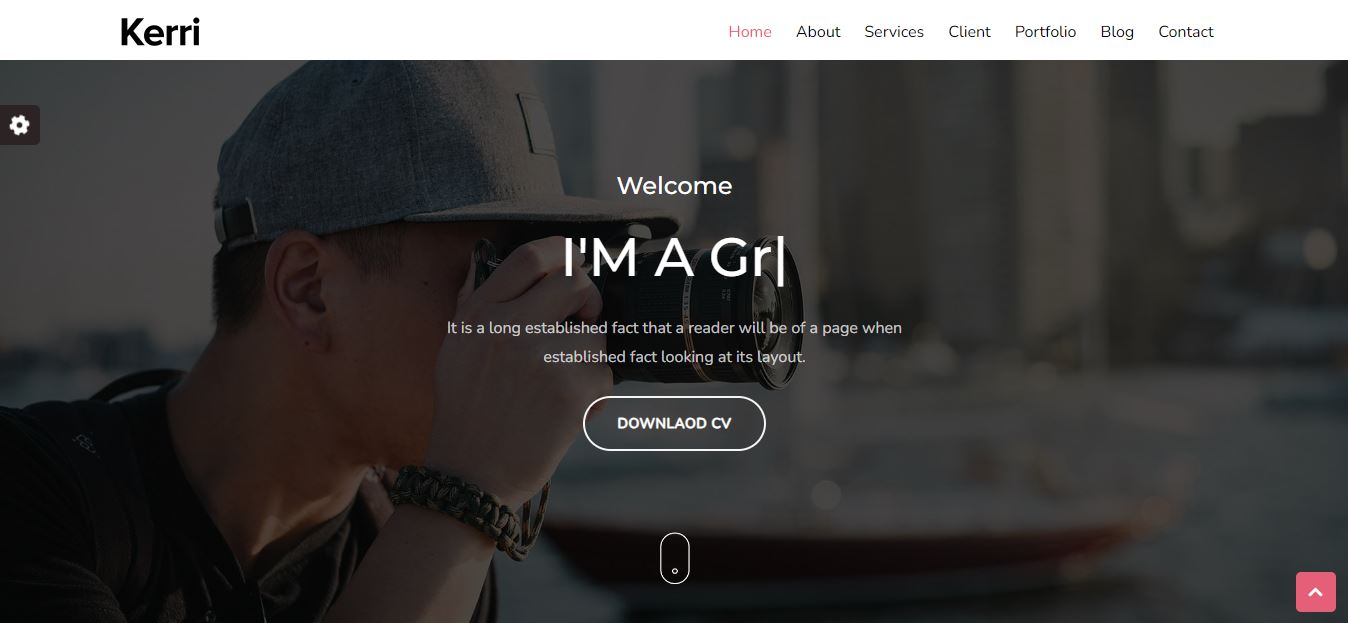 Kerri
Home About Services Client Portfolio Blog Contact
Welcome
I'M A Gr|
It is a long established fact that a reader will be of a page when
established fact looking at its layout.
DOWNLAOD CV